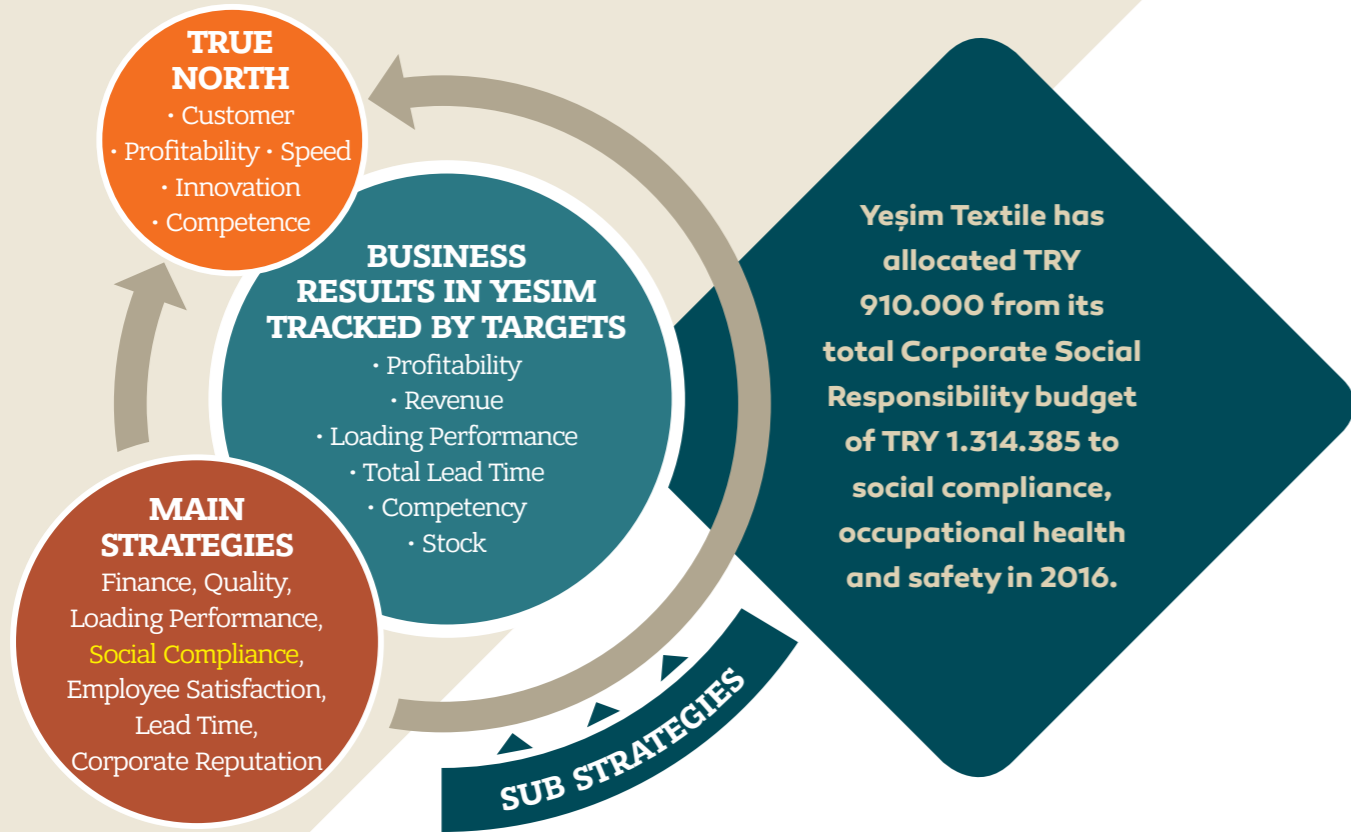 TRUE
NORTH
• Customer
• Profitability • Speed
• Innovation
• Competence
BUSINESS
RESULTS IN YESIM
TRACKED BY TARGETS
• Profitability
• Revenue
• Loading Performance
• Total Lead Time
• Competency
• Stock
MAIN
STRATEGIES
Finance, Quality,
Loading Performance,
Social Compliance,
Employee Satisfaction,
Lead Time,
Corporate Reputation
SUB STRATEGIES
Yeşim Textile has
allocated TRY
910.000 from its
total Corporate Social
Responsibility budget
of TRY 1.314.385 to
social compliance,
occupational health
and safety in 2016.